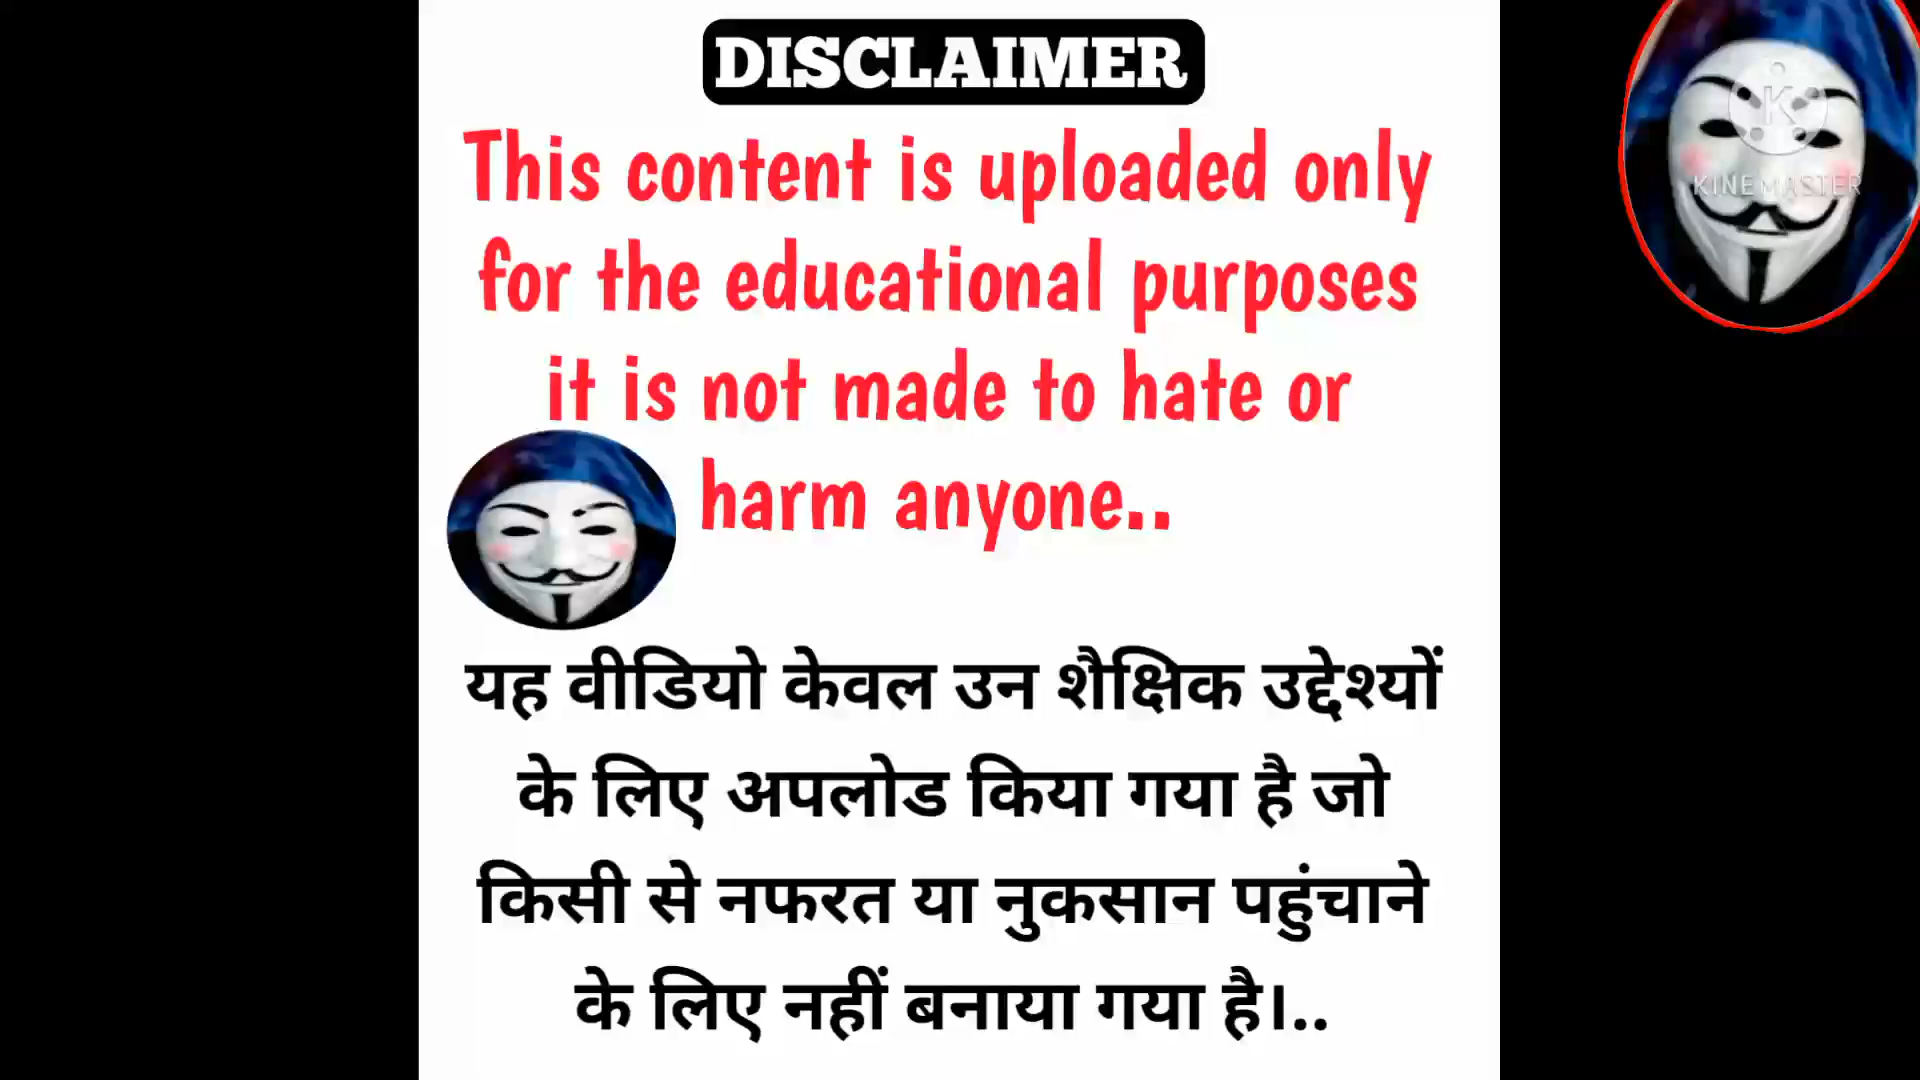 DISCLAIMER
This content is uploaded only
for the educational purposes
it is not made to hate or
harm anyone..
यह वीडियो केवल उन शैक्षिक उद्देश्यों
के लिए अपलोड किया गया है जो
किसी से नफरत या नुकसान पहुंचाने
के लिए नहीं बनाया गया है।..
K
KINEMASTER